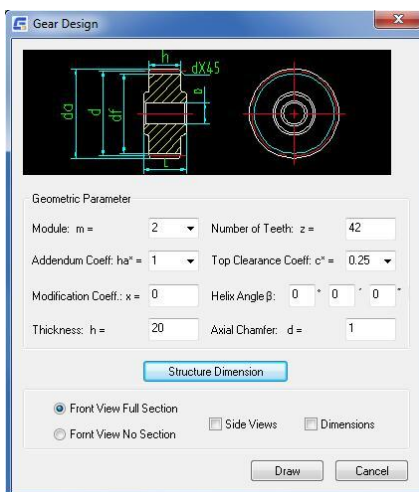 Gear Design
h
dX45
da
d
df
D
L
Geometric Parameter
Module: m = 2 Number of Teeth: z = 42
Addendum Coeff: ha* = 1 Top Clearance Coeff: c* = 0.25
Modification Coeff.: x = 0 Helix Angle β: 0 ° 0 ′ 0 ″
Thickness: h = 20 Axial Chamfer: d = 1
Structure Dimension
Front View Full Section
Side Views Dimensions
Fornt View No Section
Draw Cancel